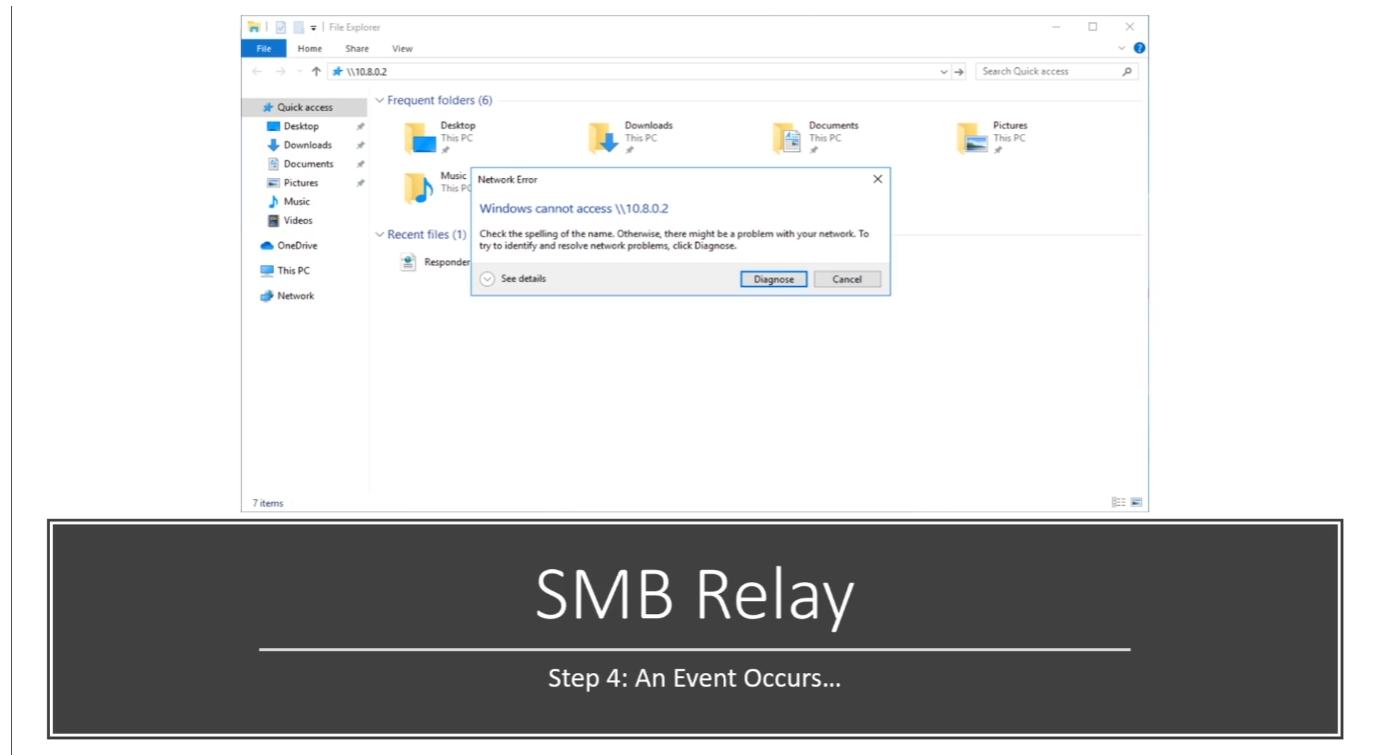 File Explorer
File Home Share View
\\10.8.0.2
Search Quick access
Quick access
Desktop
Downloads
Documents
Pictures
Music
Videos
OneDrive
This PC
Network
Frequent folders (6)
Desktop
This PC
Downloads
This PC
Documents
This PC
Pictures
This PC
Music
This PC
Recent files (1)
Responder
Network Error
Windows cannot access \\10.8.0.2
Check the spelling of the name. Otherwise, there might be a problem with your network. To
try to identify and resolve network problems, click Diagnose.
See details
Diagnose Cancel
7 items
SMB Relay
Step 4: An Event Occurs...